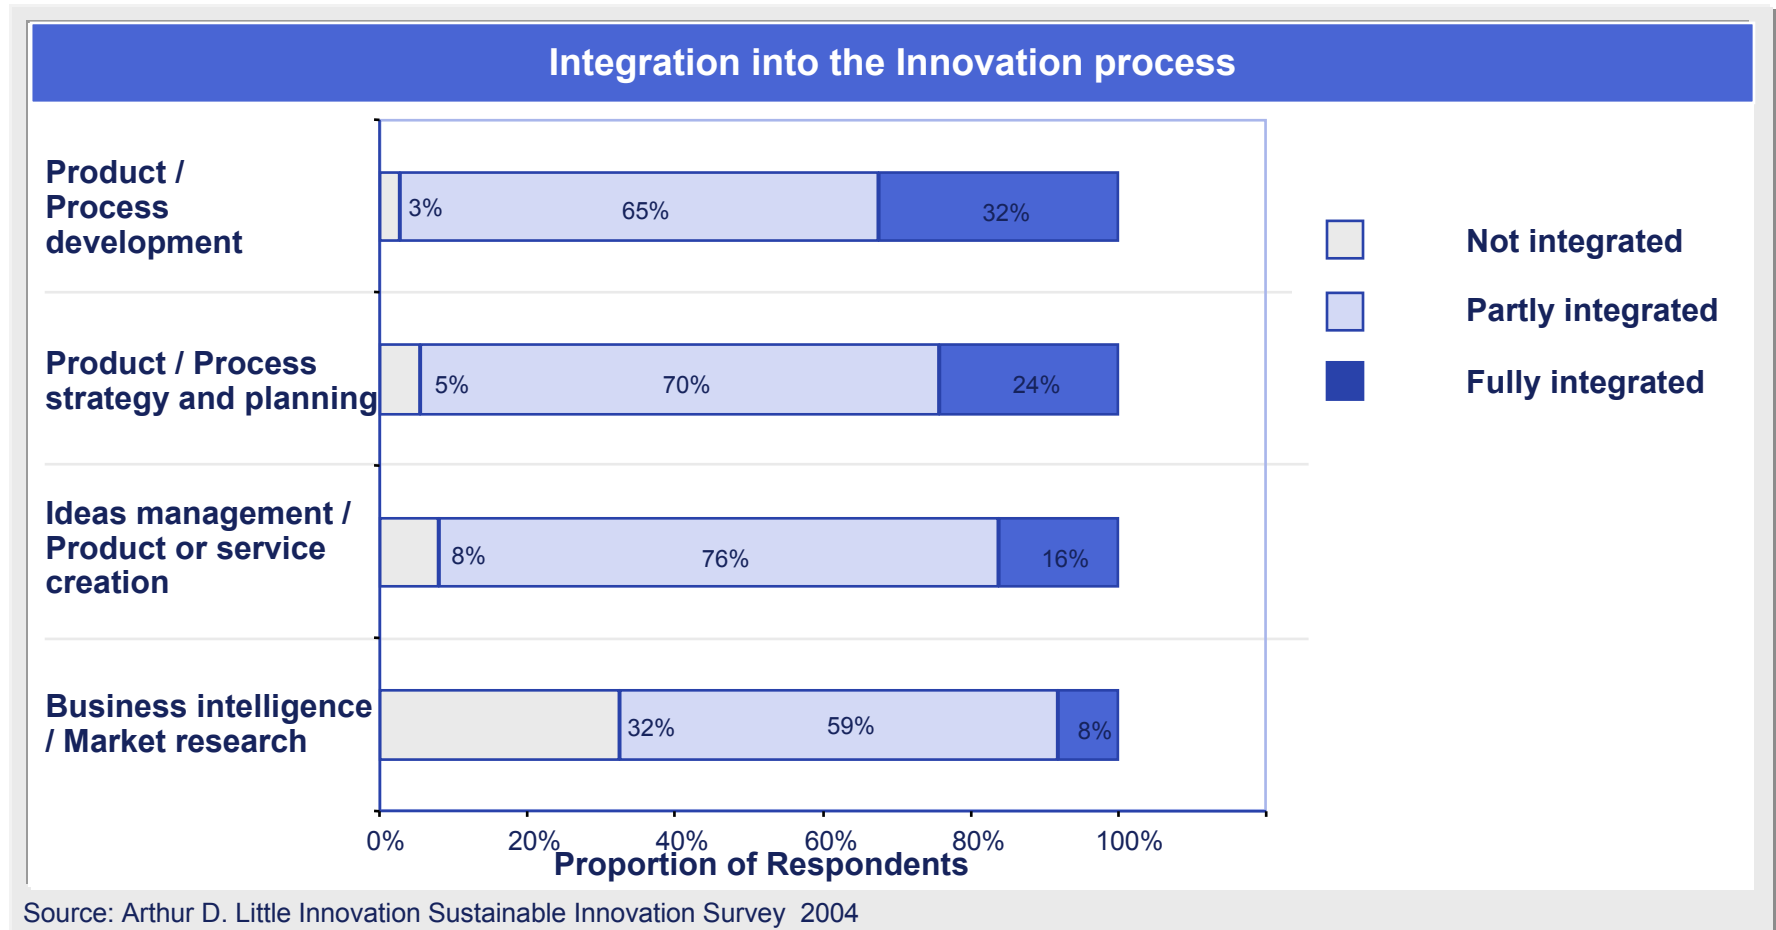 Integration into the Innovation process
Product /
Process
development
3%
65%
32%
Product / Process
strategy and planning
5%
70%
24%
Ideas management /
Product or service
creation
8%
76%
16%
Business intelligence
/ Market research
32%
59%
8%
0%
20%
40%
60%
80%
100%
Proportion of Respondents
Not integrated
Partly integrated
Fully integrated
Source: Arthur D. Little Innovation Sustainable Innovation Survey 2004